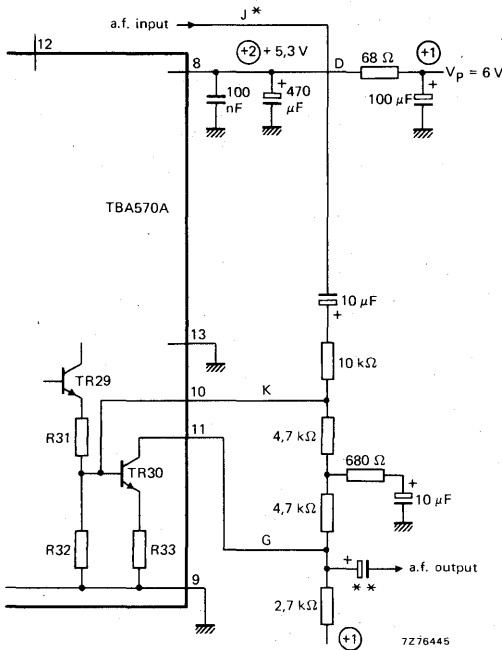 J *
a.f. input
12
8
+2 + 5,3 V
D
68 Ω
+1
VP = 6 V
+
100 nF
+
470 µF
100 µF
TBA570A
10 µF
+
13
10 kΩ
TR29
10
K
11
R31
4,7 kΩ
680 Ω
+
TR30
10 µF
4,7 kΩ
R32
R33
G
+
a.f. output
9
* *
2,7 kΩ
+1
7Z76445